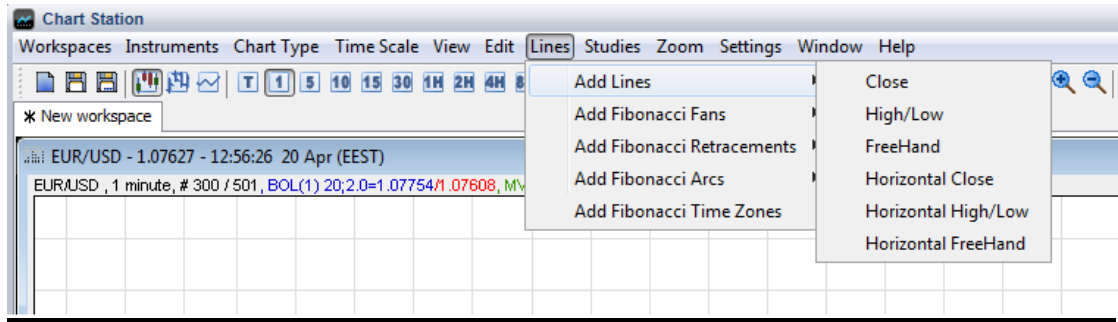 Chart Station
Workspaces Instruments Chart Type Time Scale View Edit Lines Studies Zoom Settings Window Help
T 1 5 10 15 30 1H 2H 4H 8
New workspace
EUR/USD - 1.07627 - 12:56:26 20 Apr (EEST)
EUR/USD , 1 minute, # 300 / 501, BOL(1) 20;2.0=1.07754/1.07608,
Add Lines
Add Fibonacci Fans
Add Fibonacci Retracements
Add Fibonacci Arcs
Add Fibonacci Time Zones
Close
High/Low
FreeHand
Horizontal Close
Horizontal High/Low
Horizontal FreeHand